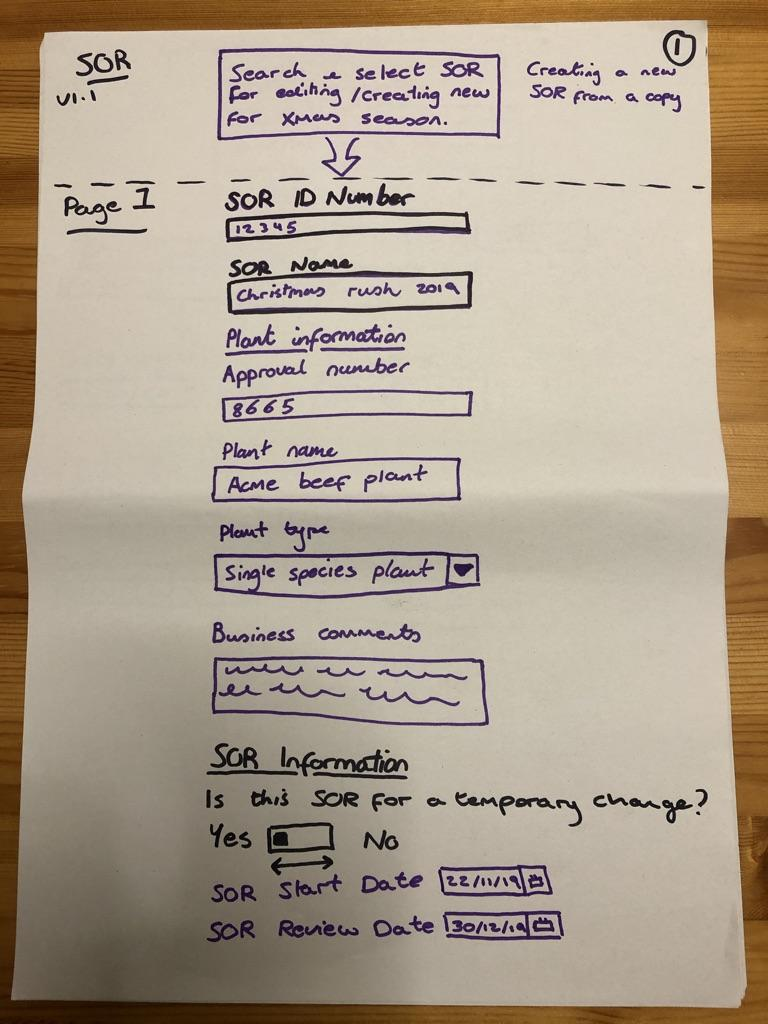 SOR
V1.1
Search & select SOR
for editing/creating new
for Xmas season.
Creating a new
SOR from a copy
1
Page 1
SOR ID Number
12345
SOR Name
Christmas rush 2019
Plant information
Approval number
8665
Plant name
Acme beef plant
Plant type
Single species plant
Business comments
SOR Information
Is this SOR for a temporary change?
Yes No
SOR Start Date 22/11/19
SOR Review Date 30/12/19